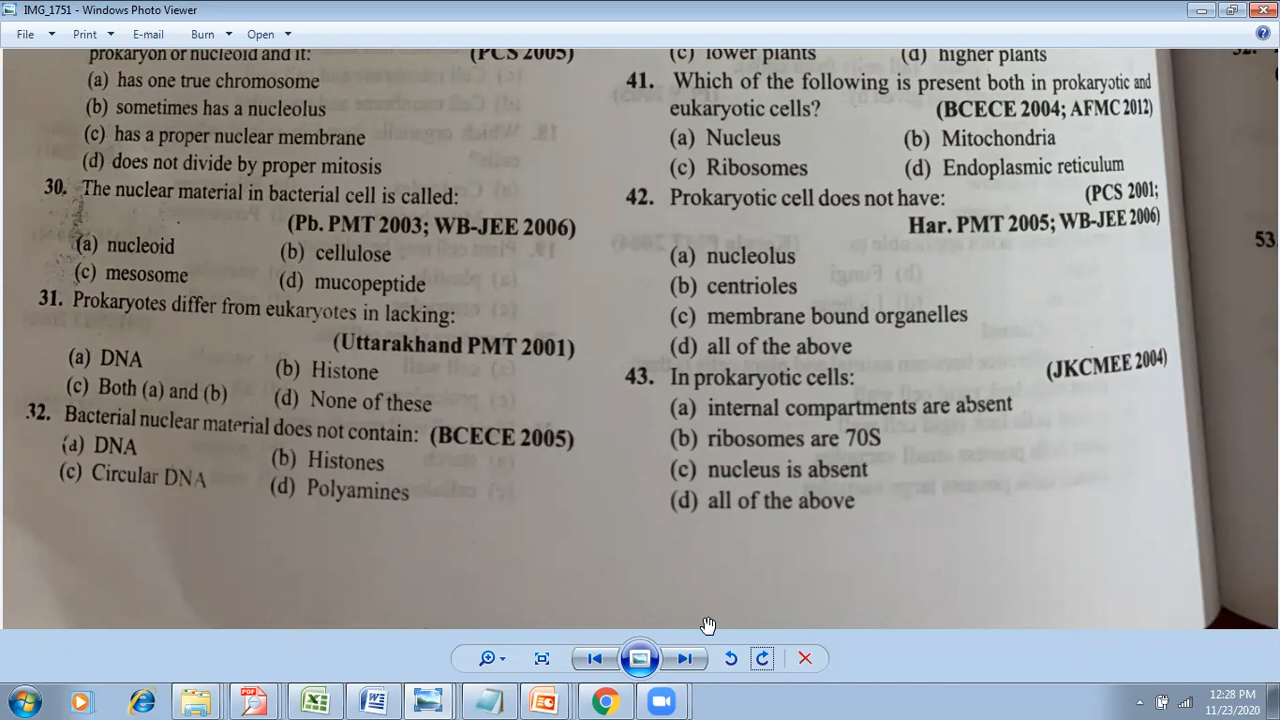 IMG_1751 - Windows Photo Viewer
File Print E-mail Burn Open
prokaryon or nucleoid and it: (PCS 2005)
(a) has one true chromosome
(b) sometimes has a nucleolus
(c) has a proper nuclear membrane
(d) does not divide by proper mitosis
30. The nuclear material in bacterial cell is called:
(Pb. PMT 2003; WB-JEE 2006)
(a) nucleoid (b) cellulose
(c) mesosome (d) mucopeptide
31. Prokaryotes differ from eukaryotes in lacking:
(Uttarakhand PMT 2001)
(a) DNA (b) Histone
(c) Both (a) and (b) (d) None of these
32. Bacterial nuclear material does not contain: (BCECE 2005)
(a) DNA (b) Histones
(c) Circular DNA (d) Polyamines
(c) lower plants (d) higher plants
41. Which of the following is present both in prokaryotic and
eukaryotic cells? (BCECE 2004; AFMC 2012)
(a) Nucleus (b) Mitochondria
(c) Ribosomes (d) Endoplasmic reticulum
42. Prokaryotic cell does not have: (PCS 2001;
Har. PMT 2005; WB-JEE 2006)
(a) nucleolus
(b) centrioles
(c) membrane bound organelles
(d) all of the above
43. In prokaryotic cells: (JKCMEE 2004)
(a) internal compartments are absent
(b) ribosomes are 70S
(c) nucleus is absent
(d) all of the above
53
12:28 PM
11/23/2020